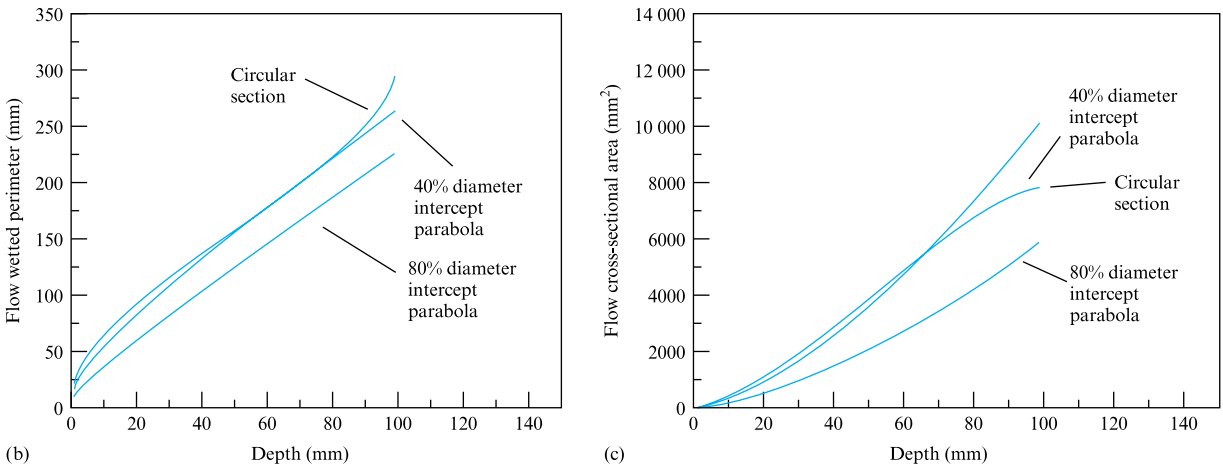 350
300
250
200
150
100
50
0
Flow wetted perimeter (mm)
Circular
section
40% diameter
intercept
parabola
80% diameter
intercept
parabola
0 20 40 60 80 100 120 140
(b) Depth (mm)
14 000
12 000
10 000
8000
6000
4000
2000
0
Flow cross-sectional area (mm²)
40% diameter
intercept
parabola
Circular
section
80% diameter
intercept
parabola
0 20 40 60 80 100 120 140
(c) Depth (mm)